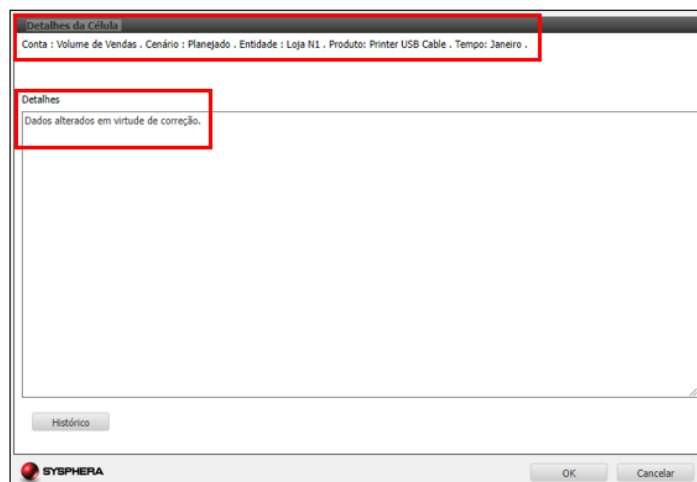 Detalhes da Célula
Conta : Volume de Vendas . Cenário : Planejado . Entidade : Loja N1 . Produto: Printer USB Cable . Tempo: Janeiro .
Detalhes
Dados alterados em virtude de correção.
Histórico
SYSPHERA
OK
Cancelar